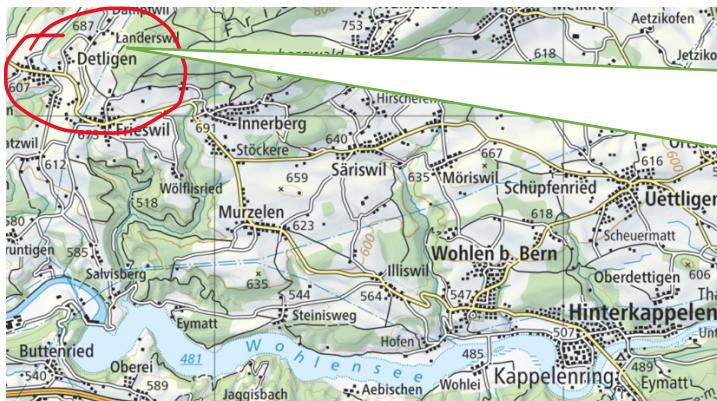 687
Landerswil
753
Aetzikofen
618
Detligen
607
Hirscheren
Frieswil
691
Innerberg
640
Stöckere
612
659
Säriswil
635
Möriswil
667
616
600
Wölflisried
518
Schüpfenried
Uettligen
Murzelen
623
600
618
Scheuermatt
580
585
Wohlen b. Bern
Salvisberg
Illiswil
635
544
564
547
Oberdettigen
606
Eymatt
Steinisweg
Hinterkappelen
Hofen
507
Buttenried
481
Wohlensee
485
540
Oberei
589
489
Eymatt
Jaggisbach
Aebischen
Wohlei
Kappelenring